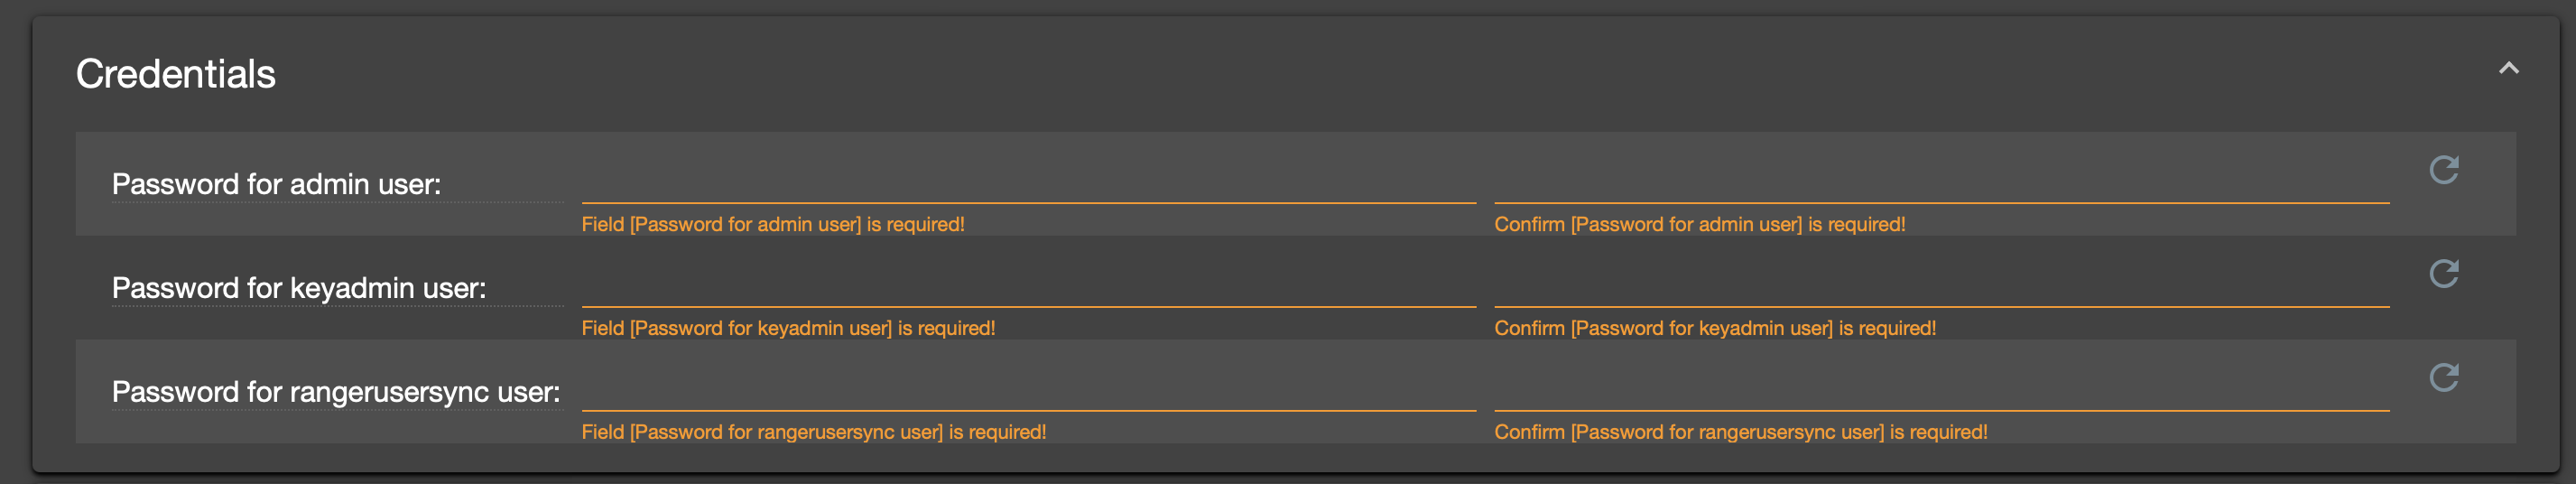 Credentials
Password for admin user:
Field [Password for admin user] is required!
Confirm [Password for admin user] is required!
Password for keyadmin user:
Field [Password for keyadmin user] is required!
Confirm [Password for keyadmin user] is required!
Password for rangerusersync user:
Field [Password for rangerusersync user] is required!
Confirm [Password for rangerusersync user] is required!